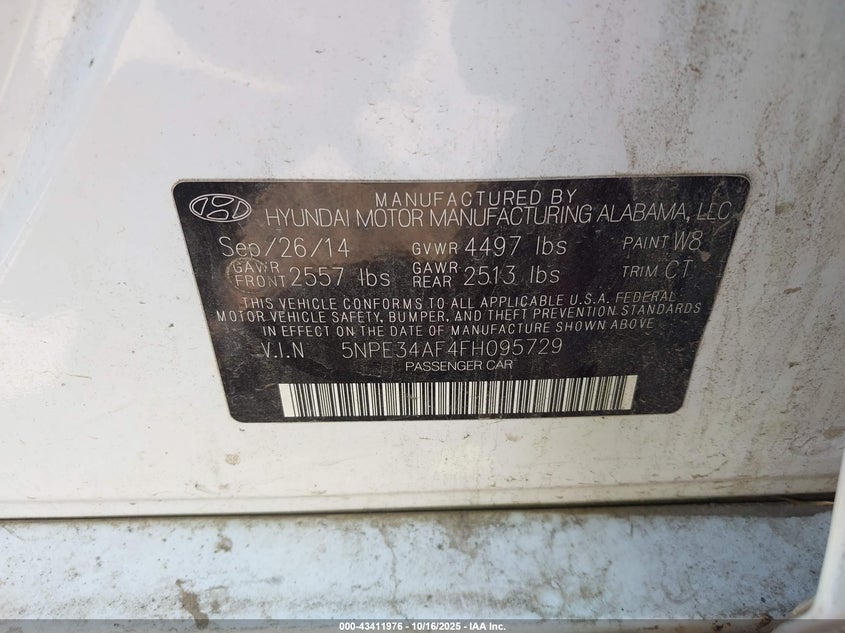 MANUFACTURED BY
HYUNDAI MOTOR MANUFACTURING ALABAMA, LLC
Sep/26/14 GVWR 4497 lbs PAINT W8
GAWR FRONT 2557 lbs GAWR REAR 2513 lbs TRIM CT
THIS VEHICLE CONFORMS TO ALL APPLICABLE U.S.A. FEDERAL
MOTOR VEHICLE SAFETY, BUMPER, AND THEFT PREVENTION STANDARDS
IN EFFECT ON THE DATE OF MANUFACTURE SHOWN ABOVE
V.I.N 5NPE34AF4FH095729
PASSENGER CAR
000-43411976 - 10/16/2025 - IAA Inc.